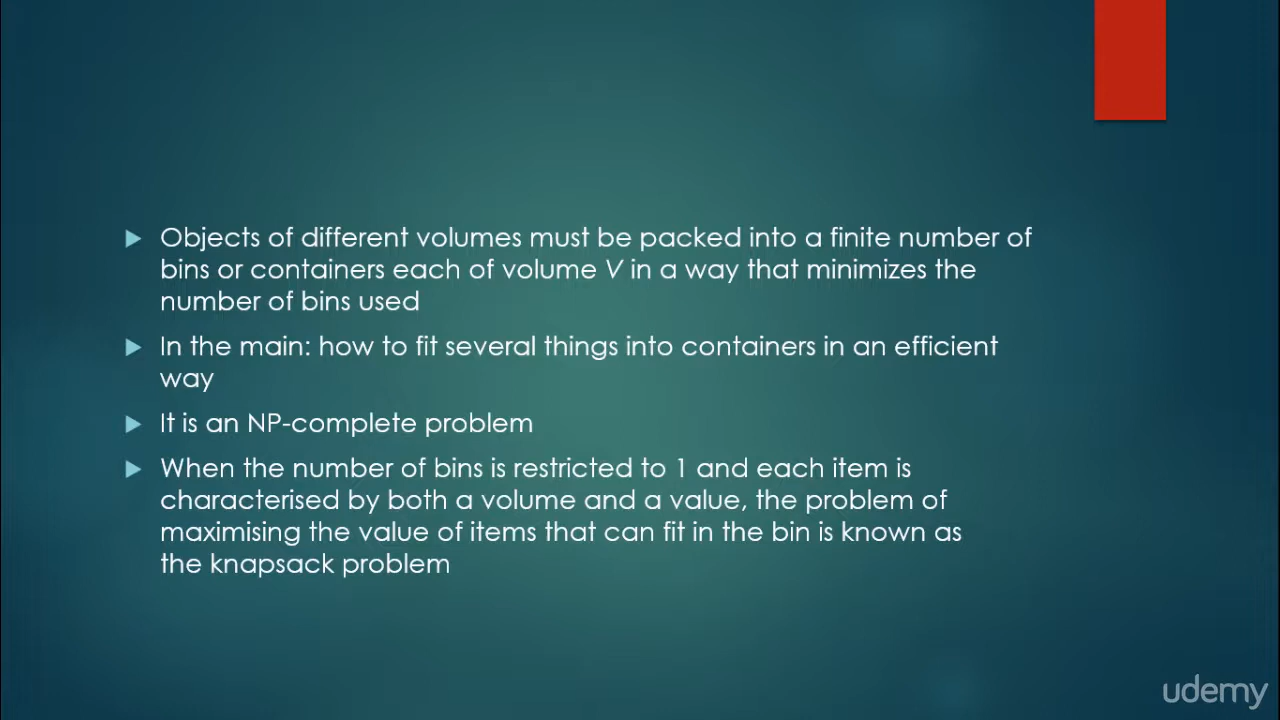 Objects of different volumes must be packed into a finite number of
bins or containers each of volume V in a way that minimizes the
number of bins used
In the main: how to fit several things into containers in an efficient
way
It is an NP-complete problem
When the number of bins is restricted to 1 and each item is
characterised by both a volume and a value, the problem of
maximising the value of items that can fit in the bin is known as
the knapsack problem
udemy